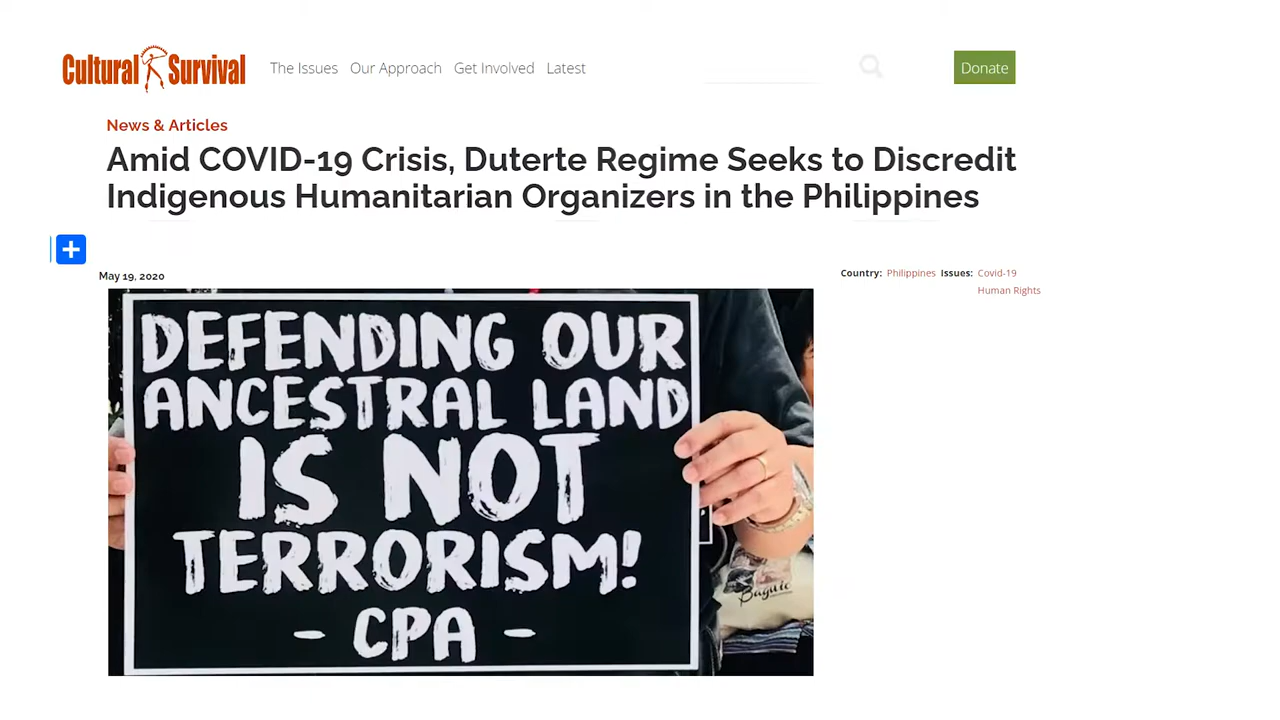 Cultural Survival
The Issues Our Approach Get Involved Latest
Donate
News & Articles
Amid COVID-19 Crisis, Duterte Regime Seeks to Discredit
Indigenous Humanitarian Organizers in the Philippines
May 19, 2020
Country: Philippines Issues: Covid-19
Human Rights
DEFENDING OUR
ANCESTRAL LAND
IS NOT
TERRORISM!
- CPA -
Baguio